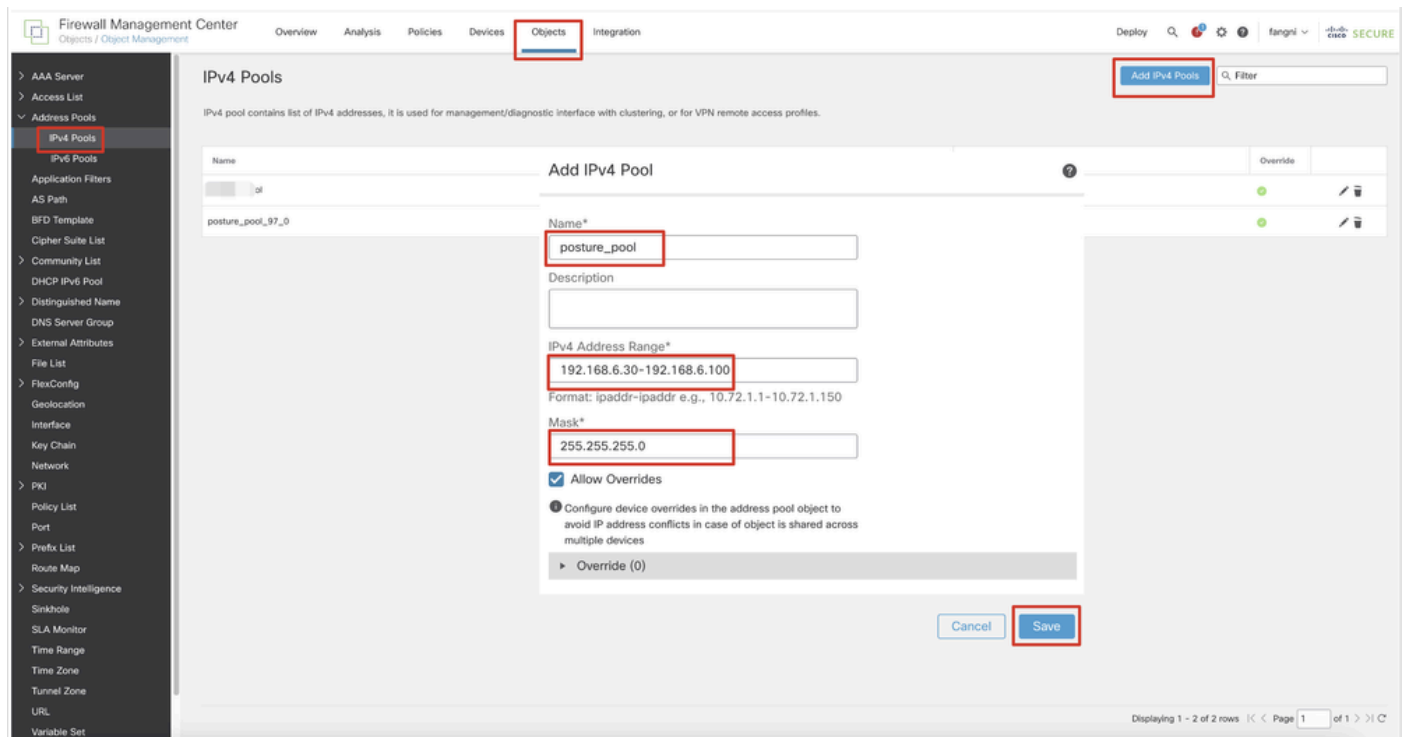 Firewall Management Center
Objects / Object Management
Overview Analysis Policies Devices Objects Integration
Deploy fangni cisco SECURE
AAA Server
Access List
Address Pools
IPv4 Pools
IPv6 Pools
Application Filters
AS Path
BFD Template
Cipher Suite List
Community List
DHCP IPv6 Pool
Distinguished Name
DNS Server Group
External Attributes
File List
FlexConfig
Geolocation
Interface
Key Chain
Network
PKI
Policy List
Port
Prefix List
Route Map
Security Intelligence
Sinkhole
SLA Monitor
Time Range
Time Zone
Tunnel Zone
URL
Variable Set
IPv4 Pools
Add IPv4 Pools Filter
IPv4 pool contains list of IPv4 addresses, it is used for management/diagnostic interface with clustering, or for VPN remote access profiles.
Name Override
ol
posture_pool_97_0
Add IPv4 Pool
Name*
posture_pool
Description
IPv4 Address Range*
192.168.6.30-192.168.6.100
Format: ipaddr-ipaddr e.g., 10.72.1.1-10.72.1.150
Mask*
255.255.255.0
Allow Overrides
Configure device overrides in the address pool object to
avoid IP address conflicts in case of object is shared across
multiple devices
Override (0)
Cancel Save
Displaying 1 - 2 of 2 rows |< < Page 1 of 1 > >|